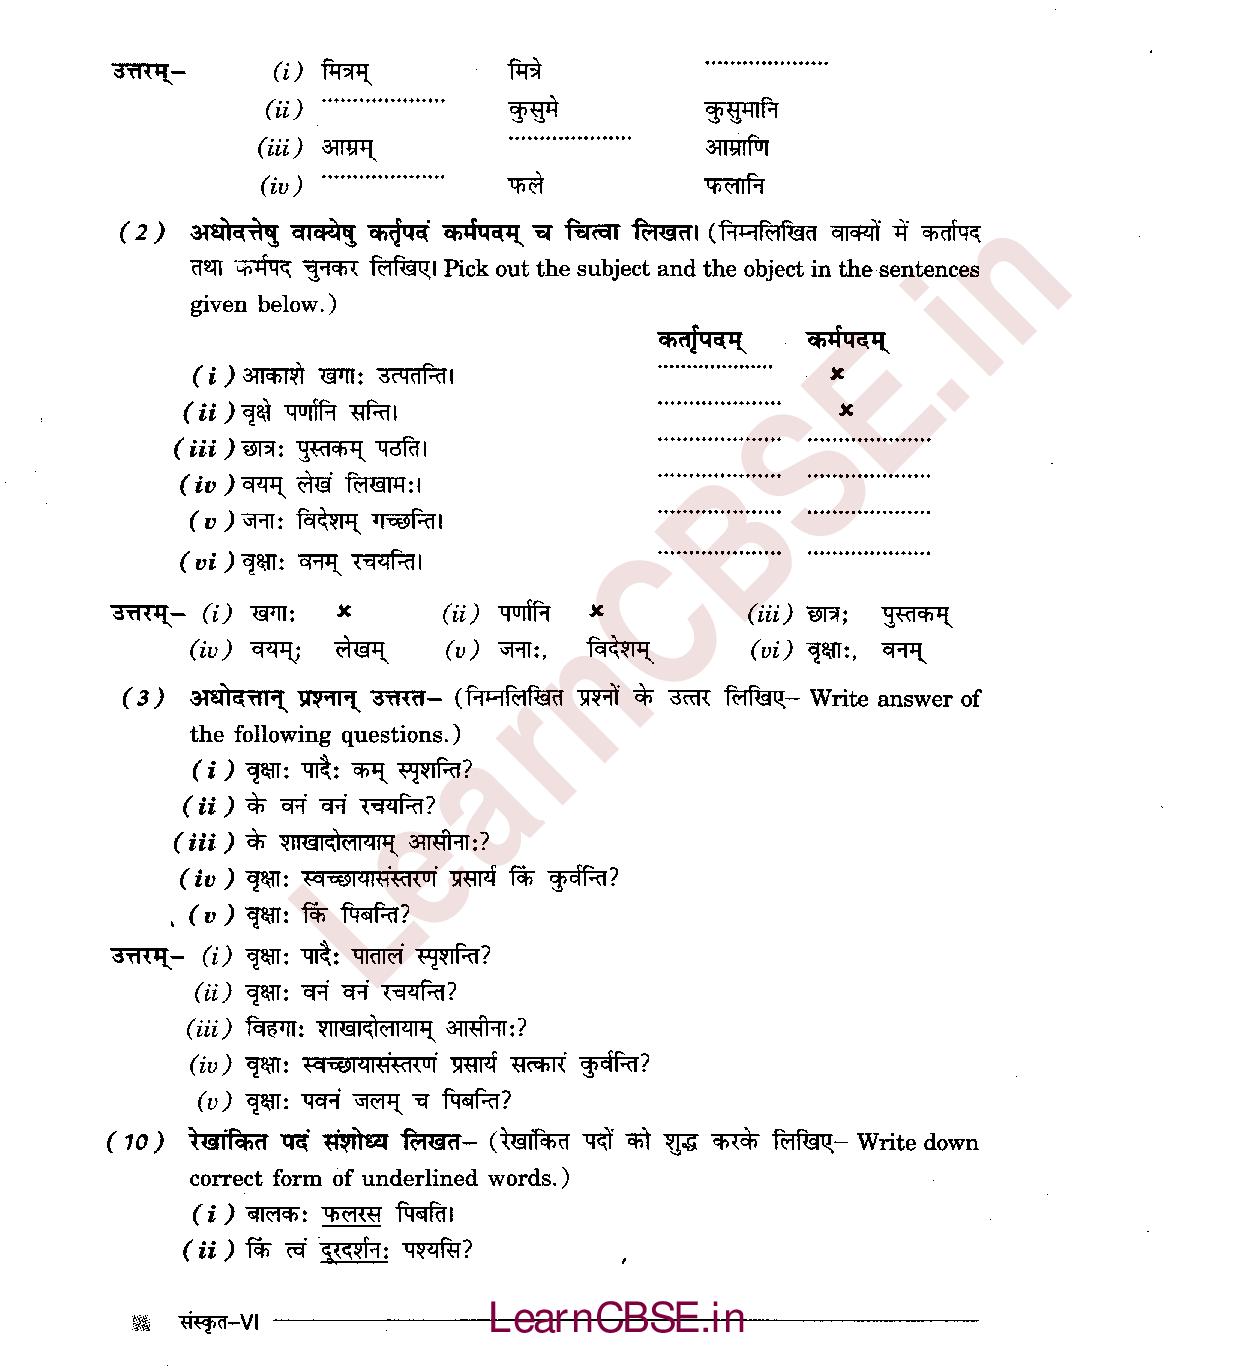 उत्तरम्– (i) मित्रम् मित्रे ....................
(ii) .................... कुसुमे कुसुमानि
(iii) आम्रम् .................... आम्राणि
(iv) .................... फले फलानि
(2) अधोदत्तेषु वाक्येषु कर्तृपदं कर्मपदम् च चित्वा लिखत। (निम्नलिखित वाक्यों में कर्तापद
तथा कर्मपद चुनकर लिखिए। Pick out the subject and the object in the sentences
given below.)
कर्तापदम् कर्मपदम्
(i) आकाशे खगाः उत्पतन्ति। .................... ×
(ii) वृक्षे पर्णानि सन्ति। .................... ×
(iii) छात्रः पुस्तकम् पठति। .................... ....................
(iv) वयम् लेखं लिखामः। .................... ....................
(v) जनाः विदेशम् गच्छन्ति। .................... ....................
(vi) वृक्षाः वनम् रचयन्ति। .................... ....................
उत्तरम्– (i) खगाः × (ii) पर्णानि × (iii) छात्र; पुस्तकम्
(iv) वयम्; लेखम् (v) जनाः, विदेशम् (vi) वृक्षाः, वनम्
(3) अधोदत्तान् प्रश्नान् उत्तरत– (निम्नलिखित प्रश्नों के उत्तर लिखिए– Write answer of
the following questions.)
(i) वृक्षाः पादैः कम् स्पृशन्ति?
(ii) के वनं वनं रचयन्ति?
(iii) के शाखादोलायाम् आसीनाः?
(iv) वृक्षाः स्वच्छायासंस्तरणं प्रसार्य किं कुर्वन्ति?
(v) वृक्षाः किं पिबन्ति?
उत्तरम्– (i) वृक्षाः पादैः पातालं स्पृशन्ति?
(ii) वृक्षाः वनं वनं रचयन्ति?
(iii) विहगाः शाखादोलायाम् आसीनाः?
(iv) वृक्षाः स्वच्छायासंस्तरणं प्रसार्य सत्कारं कुर्वन्ति?
(v) वृक्षाः पवनं जलम् च पिबन्ति?
(10) रेखांकित पदं संशोध्य लिखत– (रेखांकित पदों को शुद्ध करके लिखिए– Write down
correct form of underlined words.)
(i) बालकः फलरस पिबति।
(ii) किं त्वं दूरदर्शनः पश्यसि?
संस्कृत–VI LearnCBSE.in
LearnCBSE.in